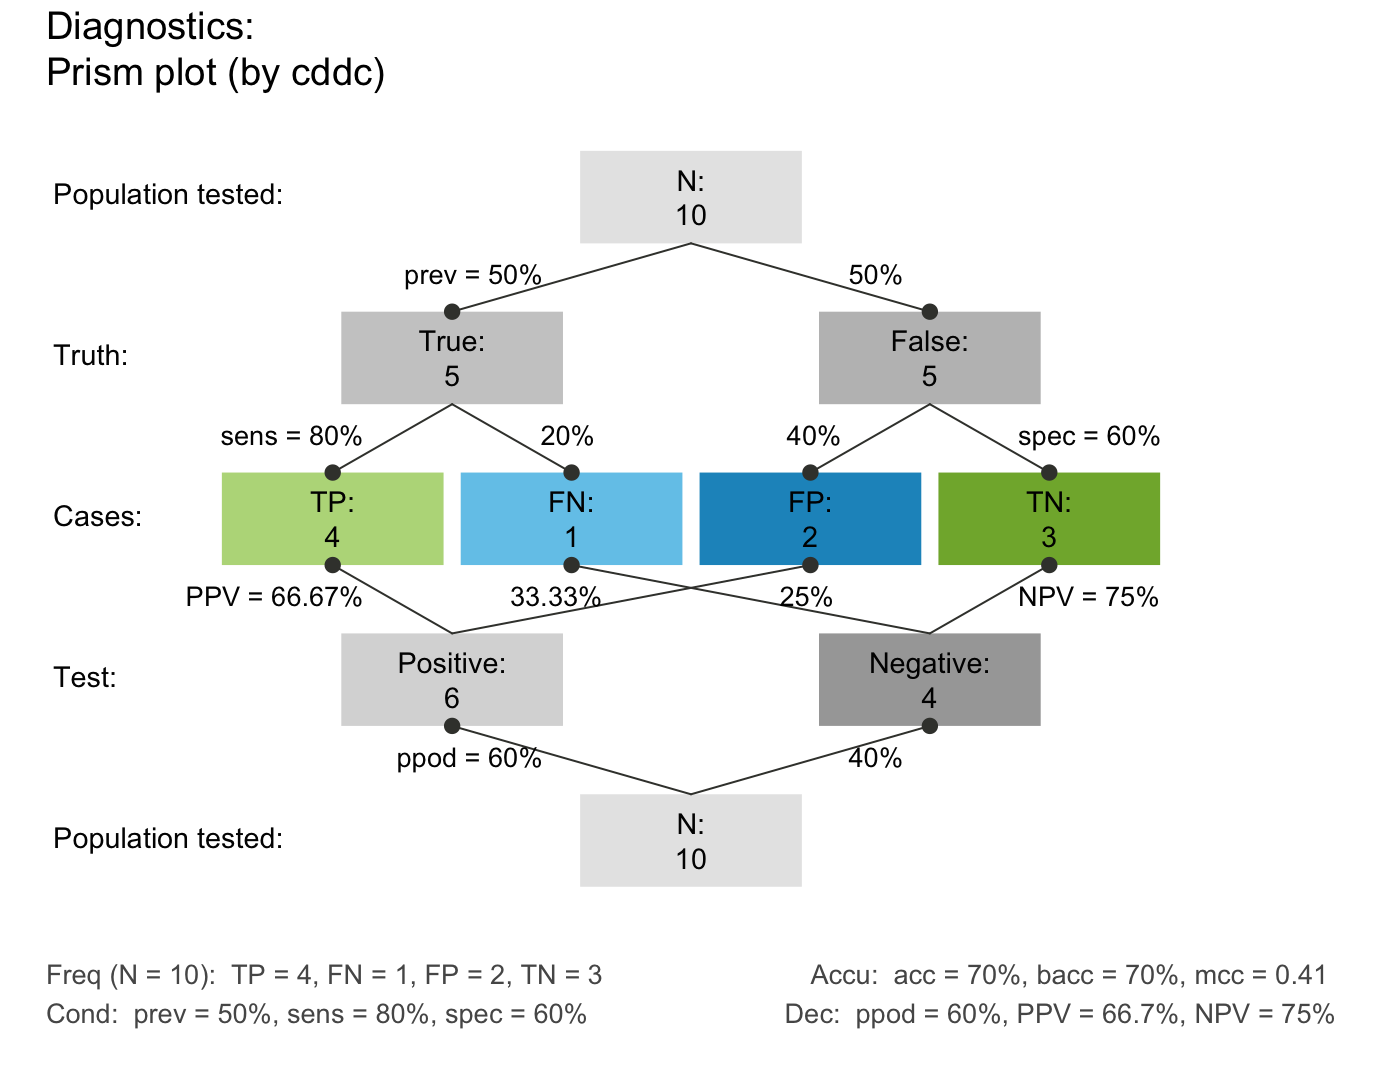 Diagnostics:
Prism plot (by cddc)
Population tested:
N:
10
prev = 50%
50%
Truth:
True:
5
False:
5
sens = 80%
20%
40%
spec = 60%
Cases:
TP:
4
FN:
1
FP:
2
TN:
3
PPV = 66.67%
33.33%
25%
NPV = 75%
Test:
Positive:
6
Negative:
4
ppod = 60%
40%
Population tested:
N:
10
Freq (N = 10):  TP = 4, FN = 1, FP = 2, TN = 3
Accu:  acc = 70%, bacc = 70%, mcc = 0.41
Cond:  prev = 50%, sens = 80%, spec = 60%
Dec:  ppod = 60%, PPV = 66.7%, NPV = 75%